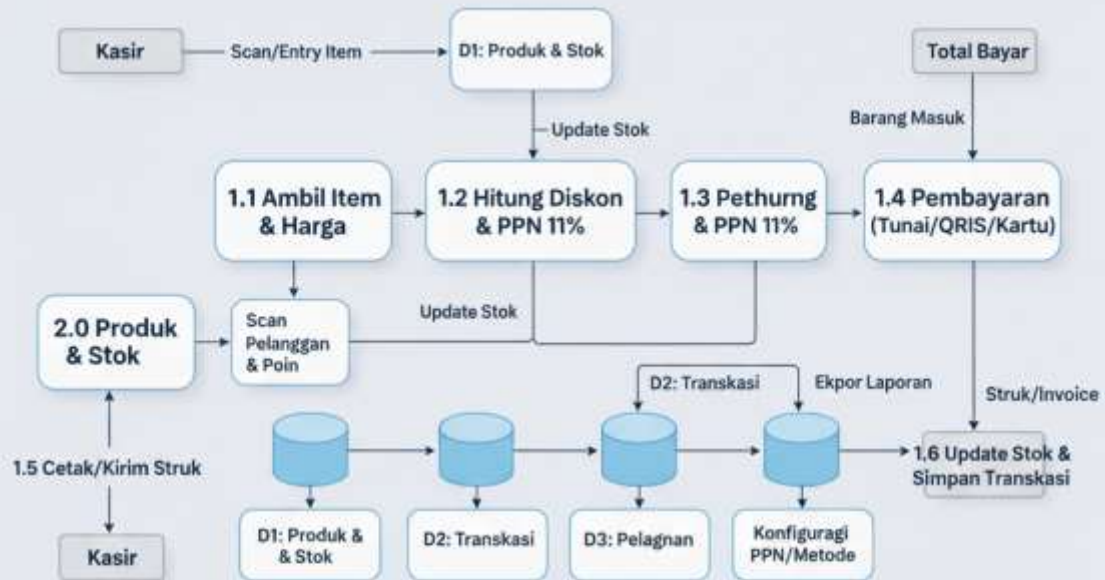 Kasir
Scan/Entry Item
D1: Produk & Stok
Total Bayar
Update Stok
Barang Masuk
1.1 Ambil Item
& Harga
1.2 Hitung Diskon
& PPN 11%
1.3 Pethurng
& PPN 11%
1.4 Pembayaran
(Tunai/QRIS/Kartu)
2.0 Produk
& Stok
Scan
Pelanggan
& Poin
Update Stok
D2: Transkasi
Ekpor Laporan
Struk/Invoice
1.5 Cetak/Kirim Struk
1.6 Update Stok &
Simpan Transkasi
Kasir
D1: Produk &
& Stok
D2: Transkasi
D3: Pelagnan
Konfiguragi
PPN/Metode